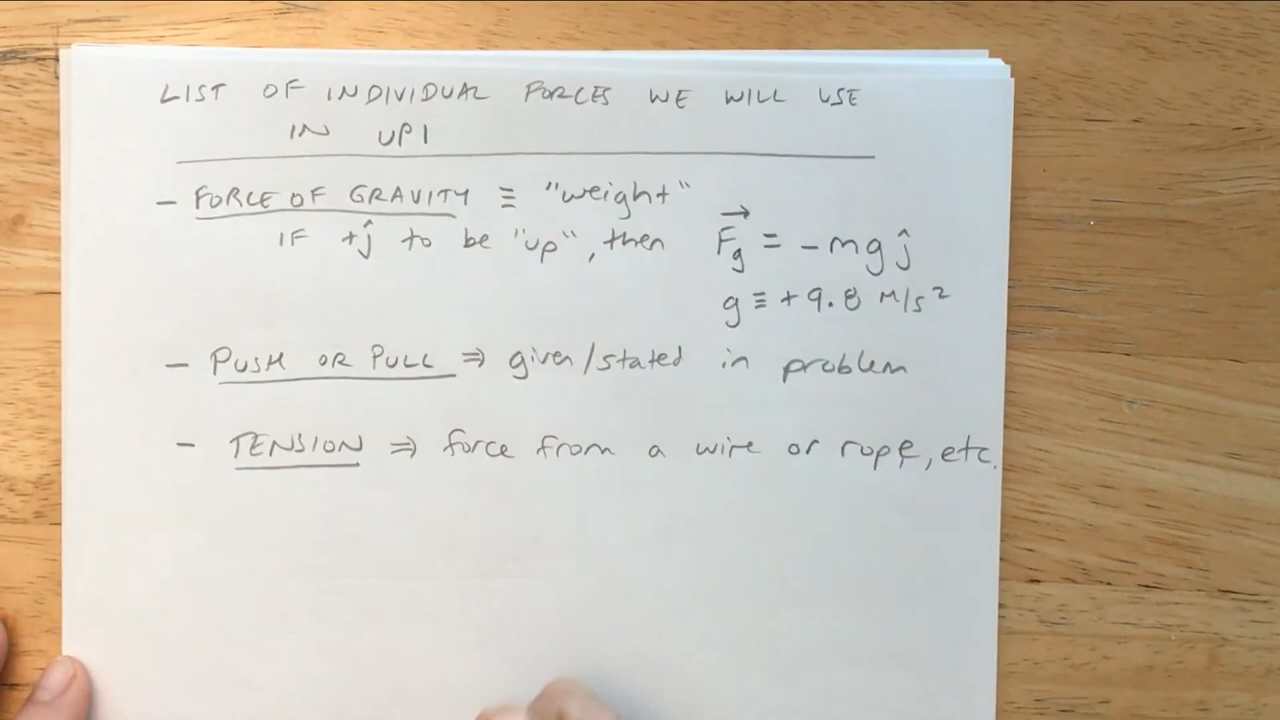 LIST OF INDIVIDUAL FORCES WE WILL USE
IN UP1
- FORCE OF GRAVITY ≡ "weight"
IF +ĵ to be "up", then F⃗g = -mgĵ
g ≡ +9.8 M/s²
- PUSH OR PULL ⇒ given/stated in problem
- TENSION ⇒ force from a wire or rope, etc.